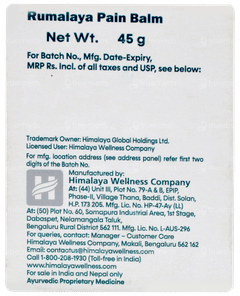 Rumalaya Pain Balm
Net Wt. 45 g
For Batch No., Mfg. Date-Expiry,
MRP Rs. Incl. of all taxes and USP, see below:
Trademark Owner: Himalaya Global Holdings Ltd.
Licensed User: Himalaya Wellness Company
For mfg. location address (see address panel) refer first two
digits of the Batch No.
Manufactured by:
Himalaya Wellness Company
At: (44) Unit III, Plot No. 79-A & B, EPIP,
Phase-II, Village Thana, Baddi, Dist. Solan,
H.P. 173 205. Mfg. Lic. No. HP-47-Ay (LL)
At: (50) Plot No. 60, Somapura Industrial Area, 1st Stage,
Dabaspet, Nelamangala Taluk,
Bengaluru Rural District 562 111. Mfg. Lic. No. L-AUS-296
For queries, contact: Manager - Customer Care
Himalaya Wellness Company, Makali, Bengaluru 562 162
Email: contactus@himalayawellness.com
Call 1-800-208-1930 (Toll-free in India)
www.himalayawellness.com
For sale in India and Nepal only
Ayurvedic Proprietary Medicine